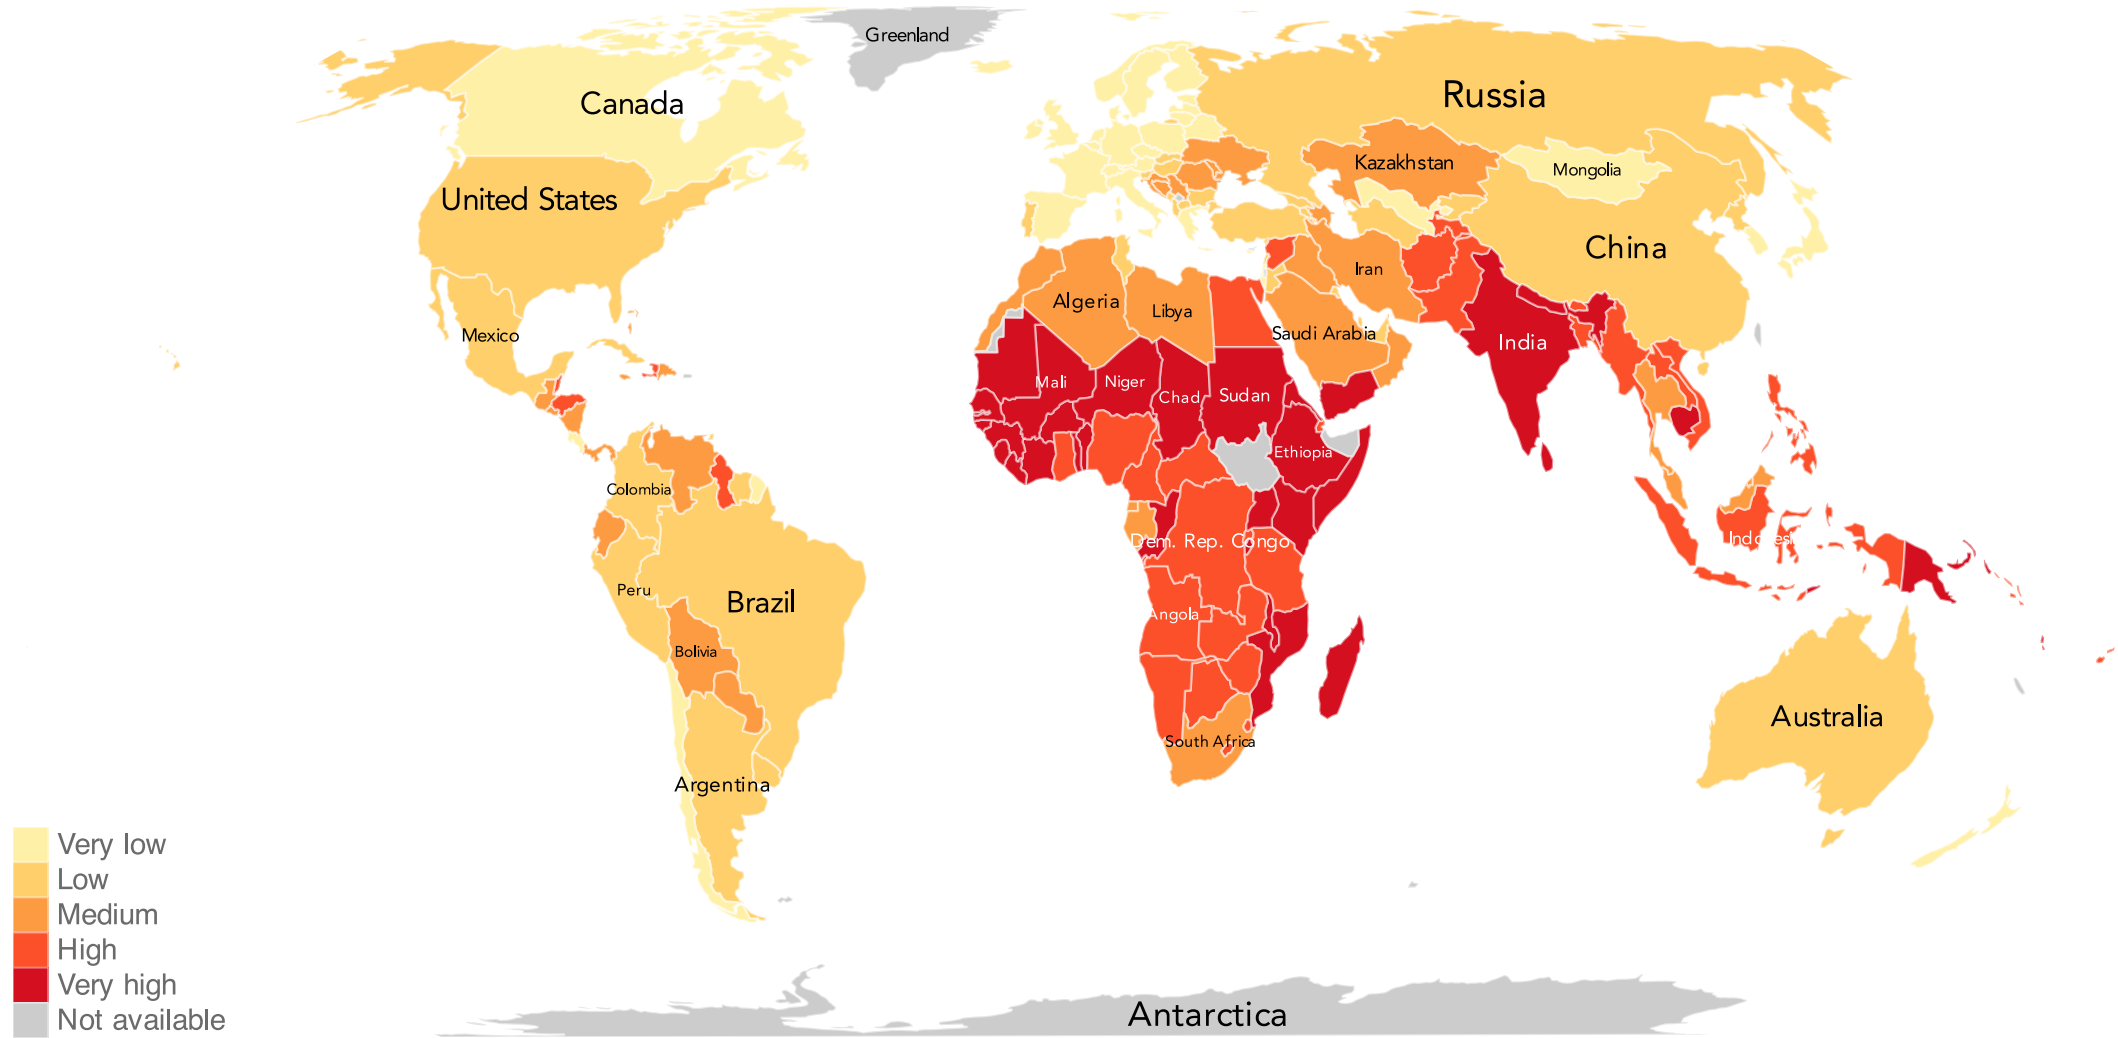 Greenland
Canada
Russia
Kazakhstan
Mongolia
United States
China
Iran
Algeria
Libya
Mexico
Saudi Arabia
India
Mali
Niger
Chad
Sudan
Ethiopia
Colombia
Dem. Rep. Congo
Indonesia
Peru
Brazil
Angola
Bolivia
Australia
South Africa
Argentina
Very low
Low
Medium
High
Very high
Not available
Antarctica